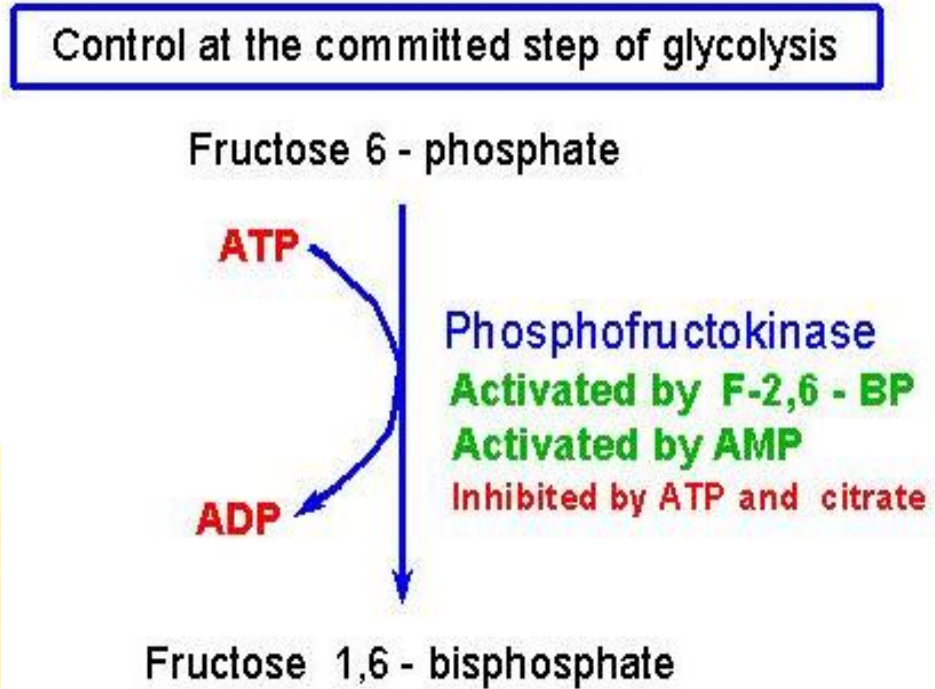 Control at the committed step of glycolysis
Fructose 6 - phosphate
ATP
Phosphofructokinase
Activated by F-2,6 - BP
Activated by AMP
Inhibited by ATP and citrate
ADP
Fructose 1,6 - bisphosphate